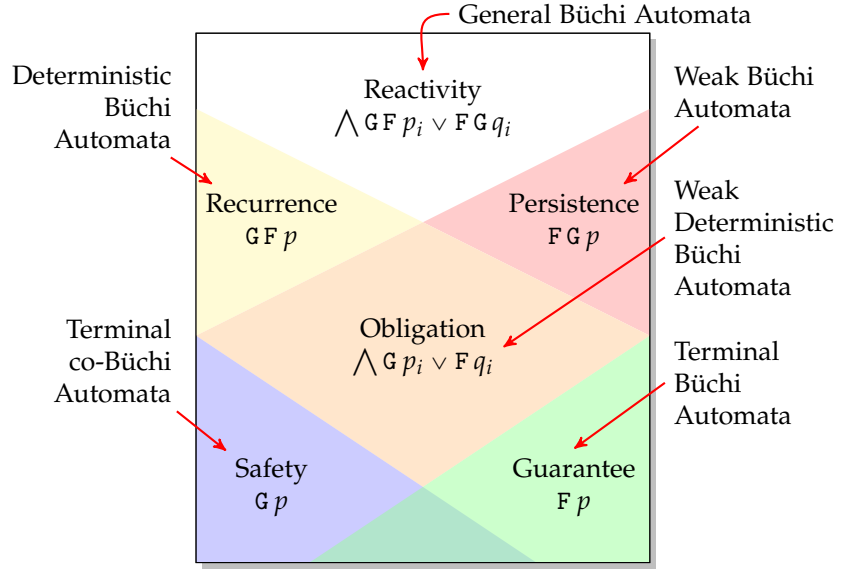 General Büchi Automata
Deterministic
Büchi
Automata
Weak Büchi
Automata
Reactivity
⋀ G F pᵢ ∨ F G qᵢ
Weak
Deterministic
Büchi
Automata
Recurrence
G F p
Persistence
F G p
Terminal
co-Büchi
Automata
Obligation
⋀ G pᵢ ∨ F qᵢ
Terminal
Büchi
Automata
Safety
G p
Guarantee
F p